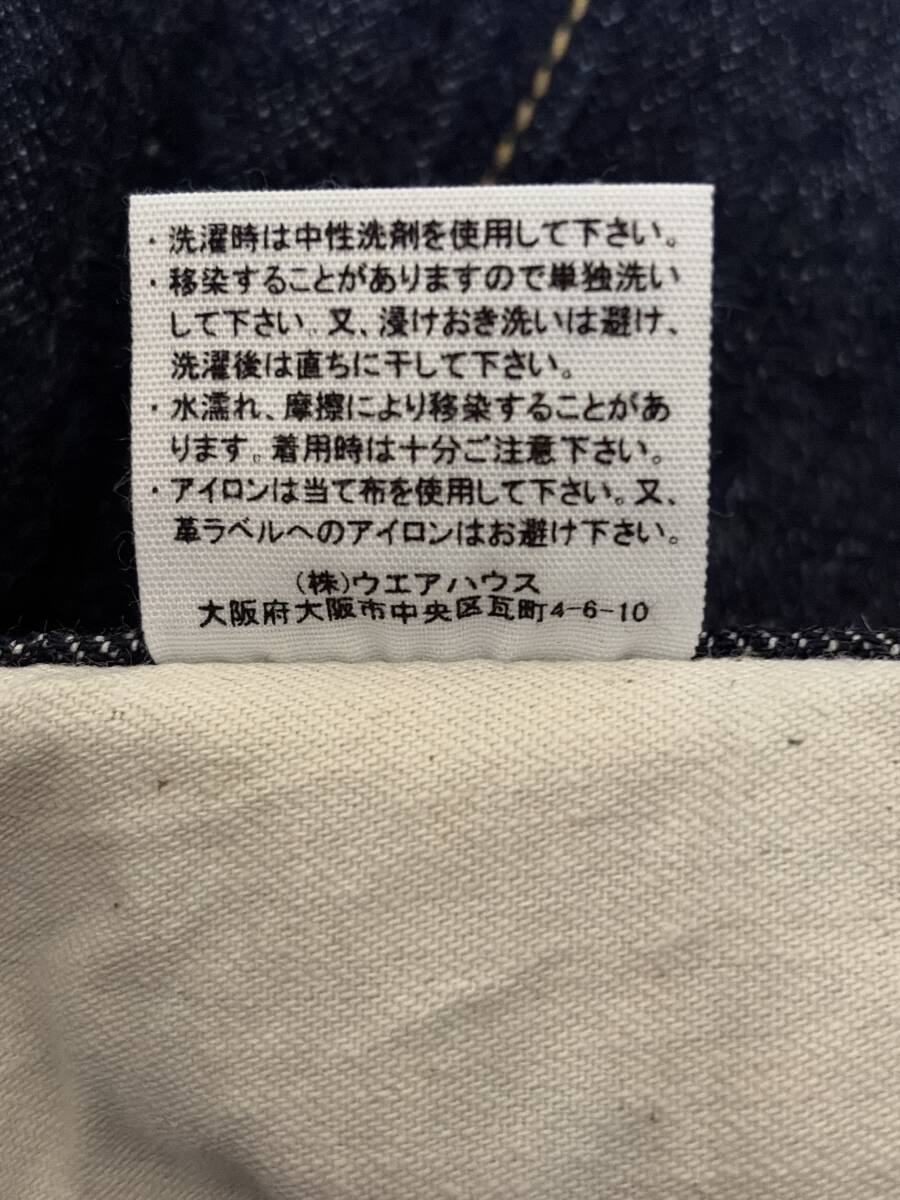 ・洗濯時は中性洗剤を使用して下さい。
・移染することがありますので単独洗い
して下さい。又、浸けおき洗いは避け、
洗濯後は直ちに干して下さい。
・水濡れ、摩擦により移染することがあ
ります。着用時は十分ご注意下さい。
・アイロンは当て布を使用して下さい。又、
革ラベルへのアイロンはお避け下さい。
(株)ウエアハウス
大阪府大阪市中央区瓦町4-6-10